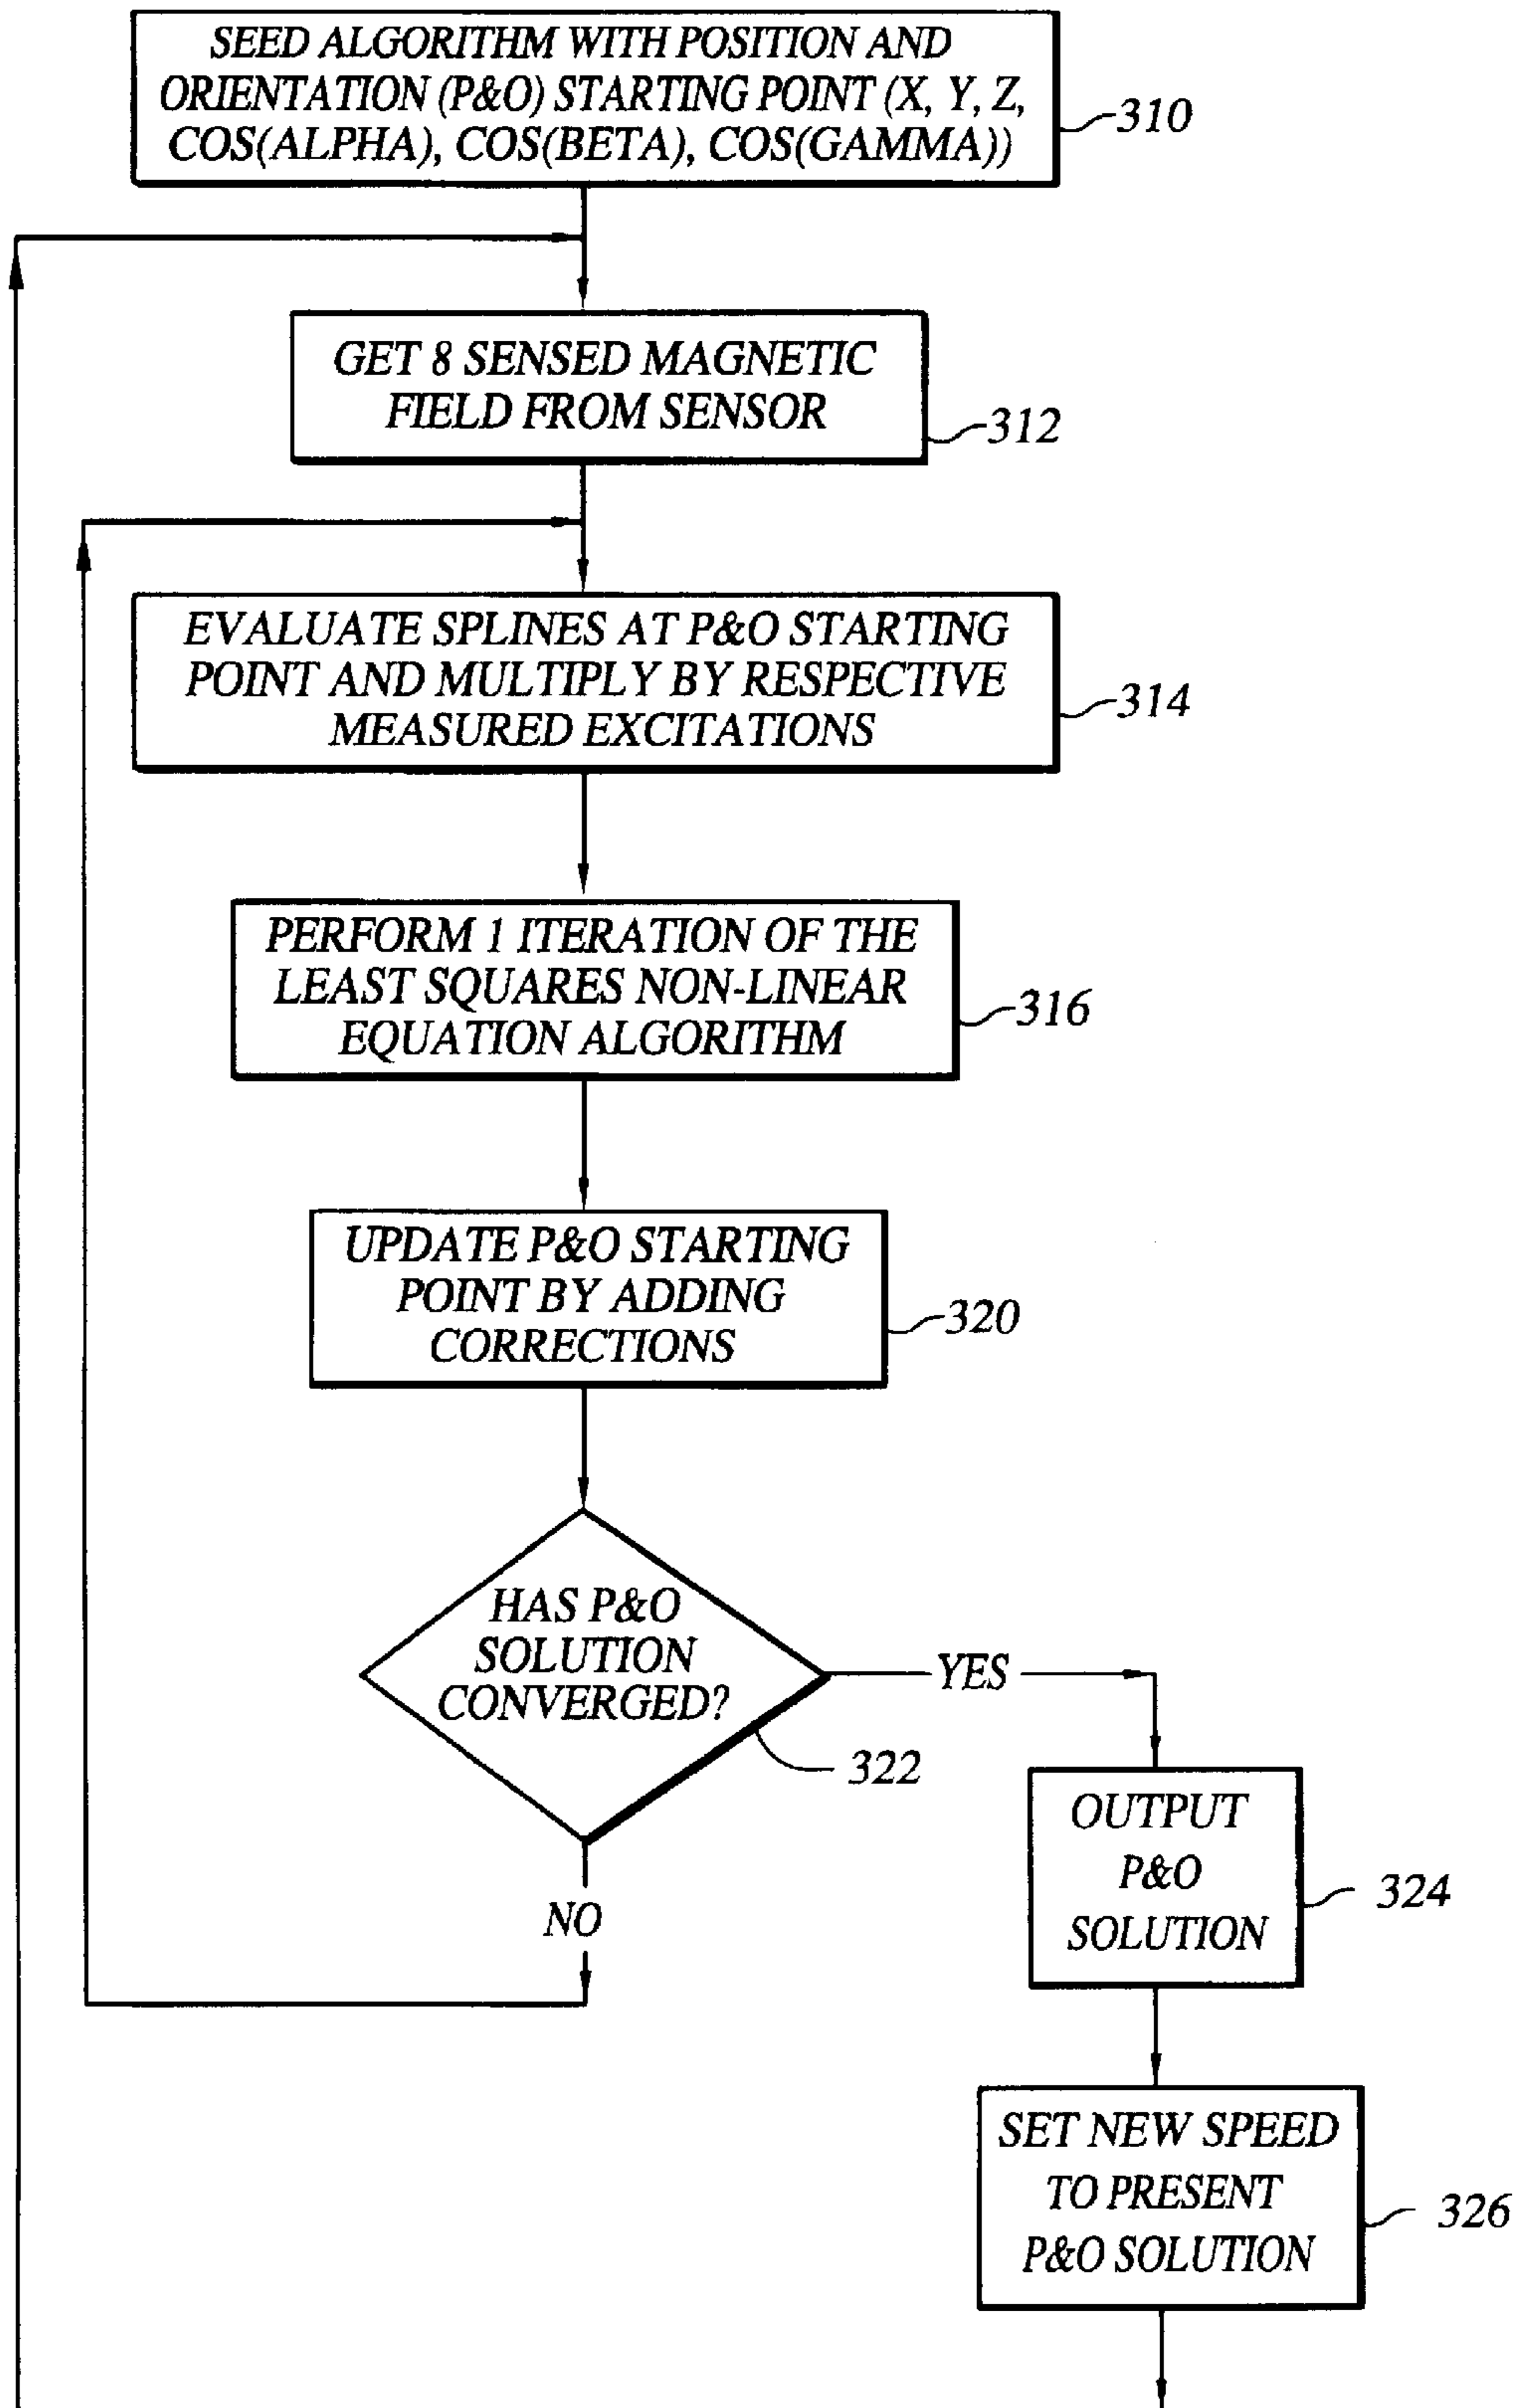 SEED ALGORITHM WITH POSITION AND
ORIENTATION (P&O) STARTING POINT (X, Y, Z,
COS(ALPHA), COS(BETA), COS(GAMMA))
310
GET 8 SENSED MAGNETIC
FIELD FROM SENSOR
312
EVALUATE SPLINES AT P&O STARTING
POINT AND MULTIPLY BY RESPECTIVE
MEASURED EXCITATIONS
314
PERFORM 1 ITERATION OF THE
LEAST SQUARES NON-LINEAR
EQUATION ALGORITHM
316
UPDATE P&O STARTING
POINT BY ADDING
CORRECTIONS
320
HAS P&O
SOLUTION
CONVERGED?
322
YES
NO
OUTPUT
P&O
SOLUTION
324
SET NEW SPEED
TO PRESENT
P&O SOLUTION
326